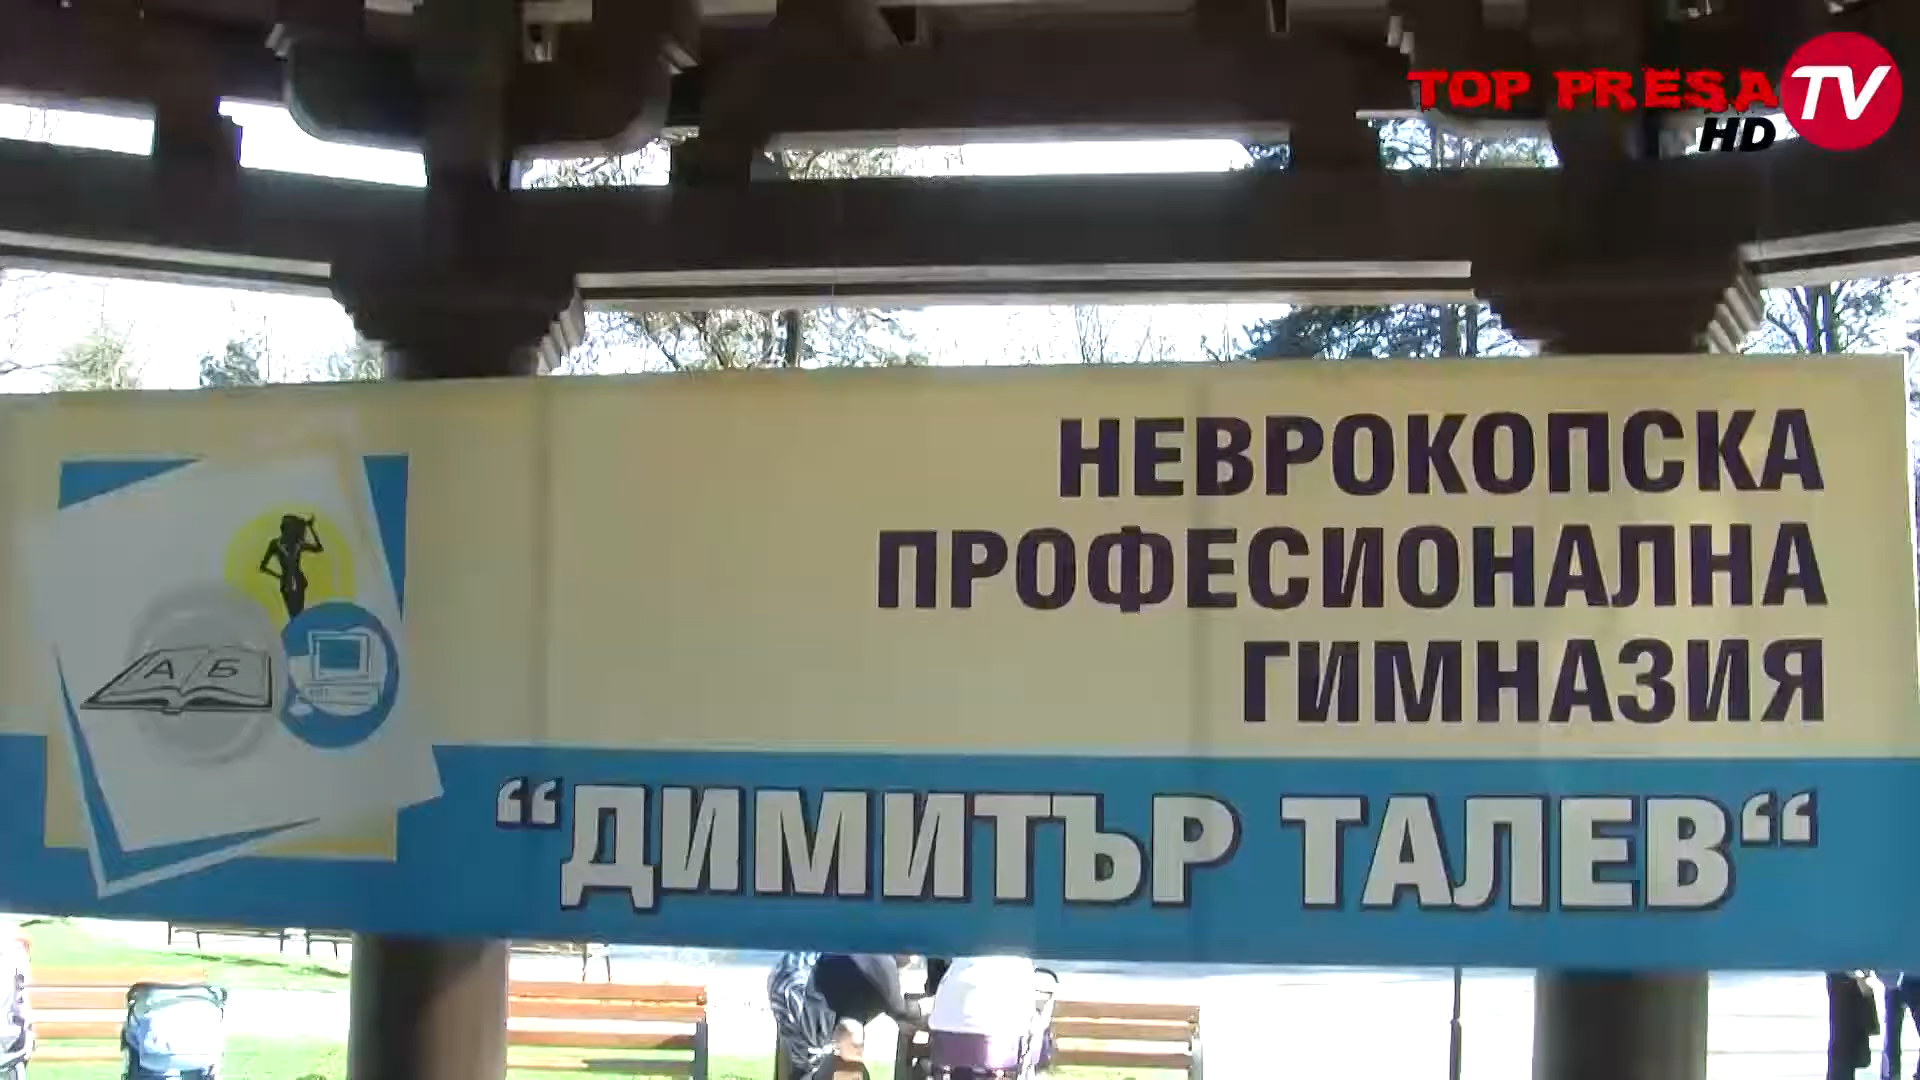 TOP PRESA TV
HD
НЕВРОКОПСКА
ПРОФЕСИОНАЛНА
ГИМНАЗИЯ
А Б
“ДИМИТЪР ТАЛЕВ“